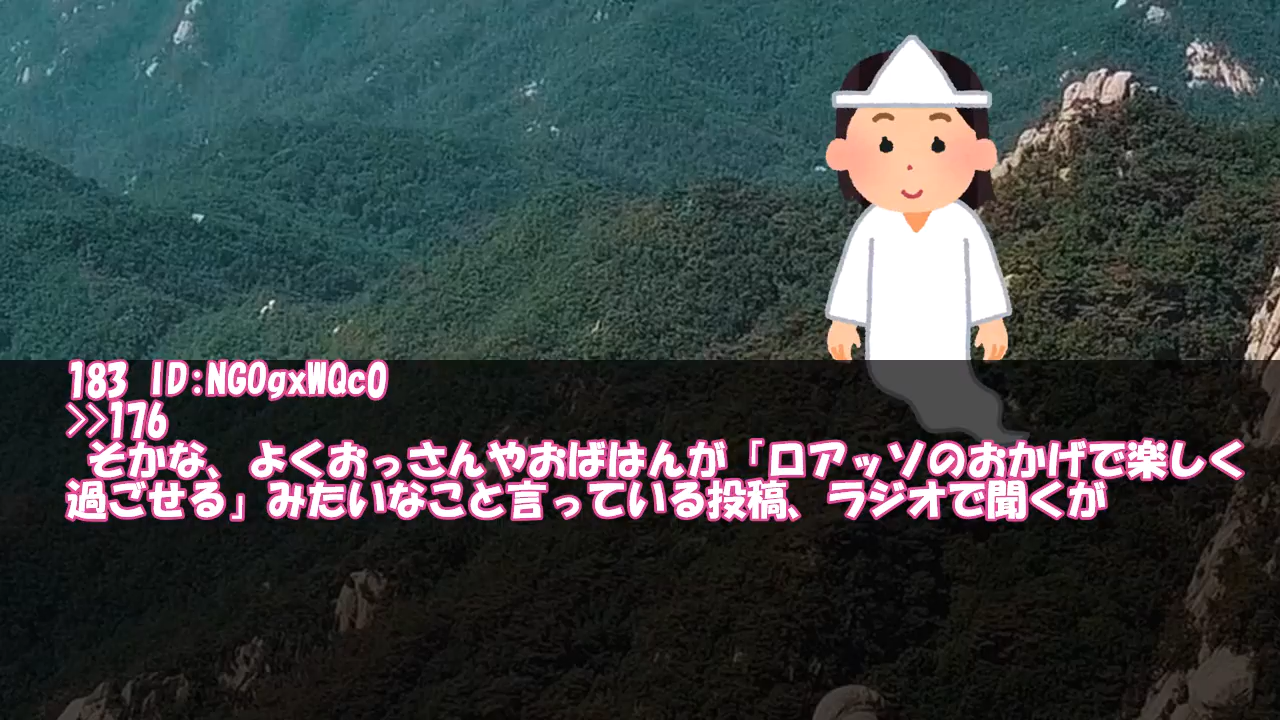 183 ID:NGOgxWQc0
>>176
そかな、よくおっさんやおばはんが「ロアッソのおかげで楽しく
過ごせる」みたいなこと言っている投稿、ラジオで聞くが